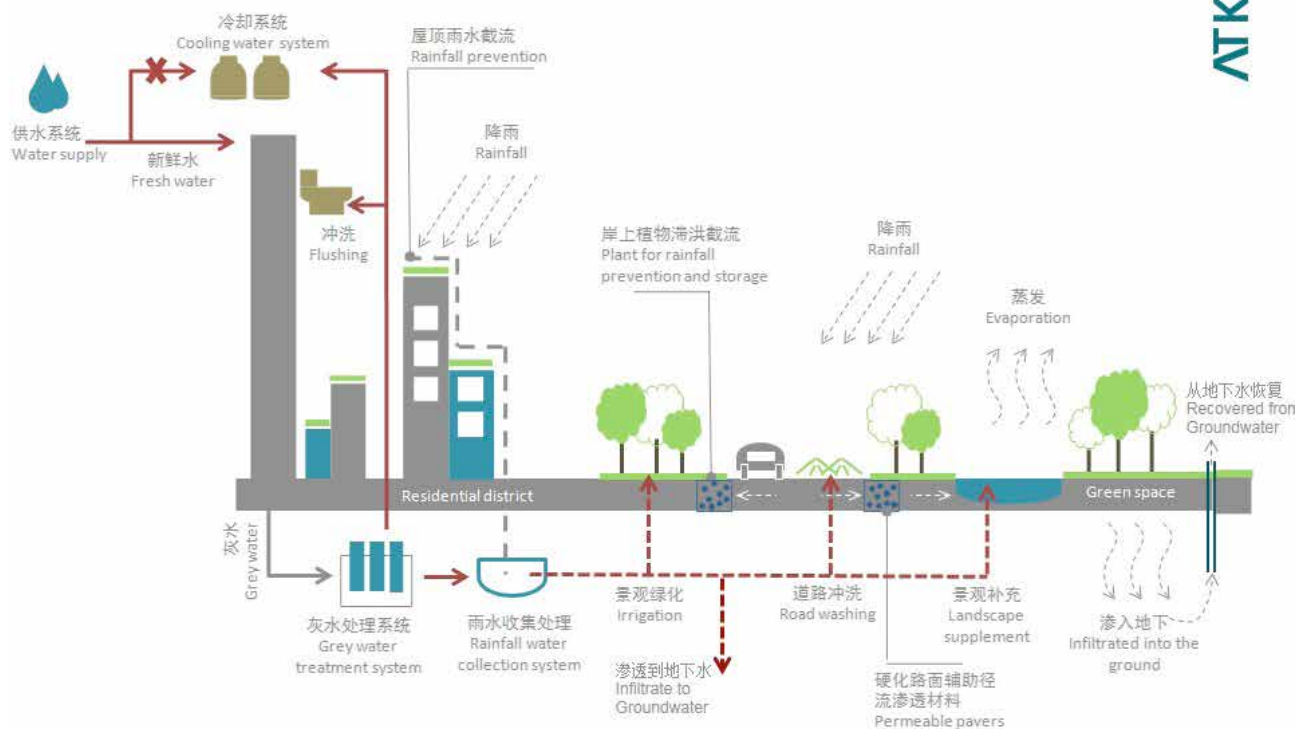 冷却系统
Cooling water system
屋顶雨水截流
Rainfall prevention
ATK
供水系统
Water supply
新鲜水
Fresh water
降雨
Rainfall
冲洗
Flushing
岸上植物滞洪截流
Plant for rainfall
prevention and storage
降雨
Rainfall
蒸发
Evaporation
从地下水恢复
Recovered from
Groundwater
Residential district
Green space
灰水
Grey water
灰水处理系统
Grey water
treatment system
雨水收集处理
Rainfall water
collection system
景观绿化
Irrigation
渗透到地下水
Infiltrate to
Groundwater
道路冲洗
Road washing
景观补充
Landscape
supplement
硬化路面辅助径
流渗透材料
Permeable pavers
渗入地下
Infiltrated into the
ground